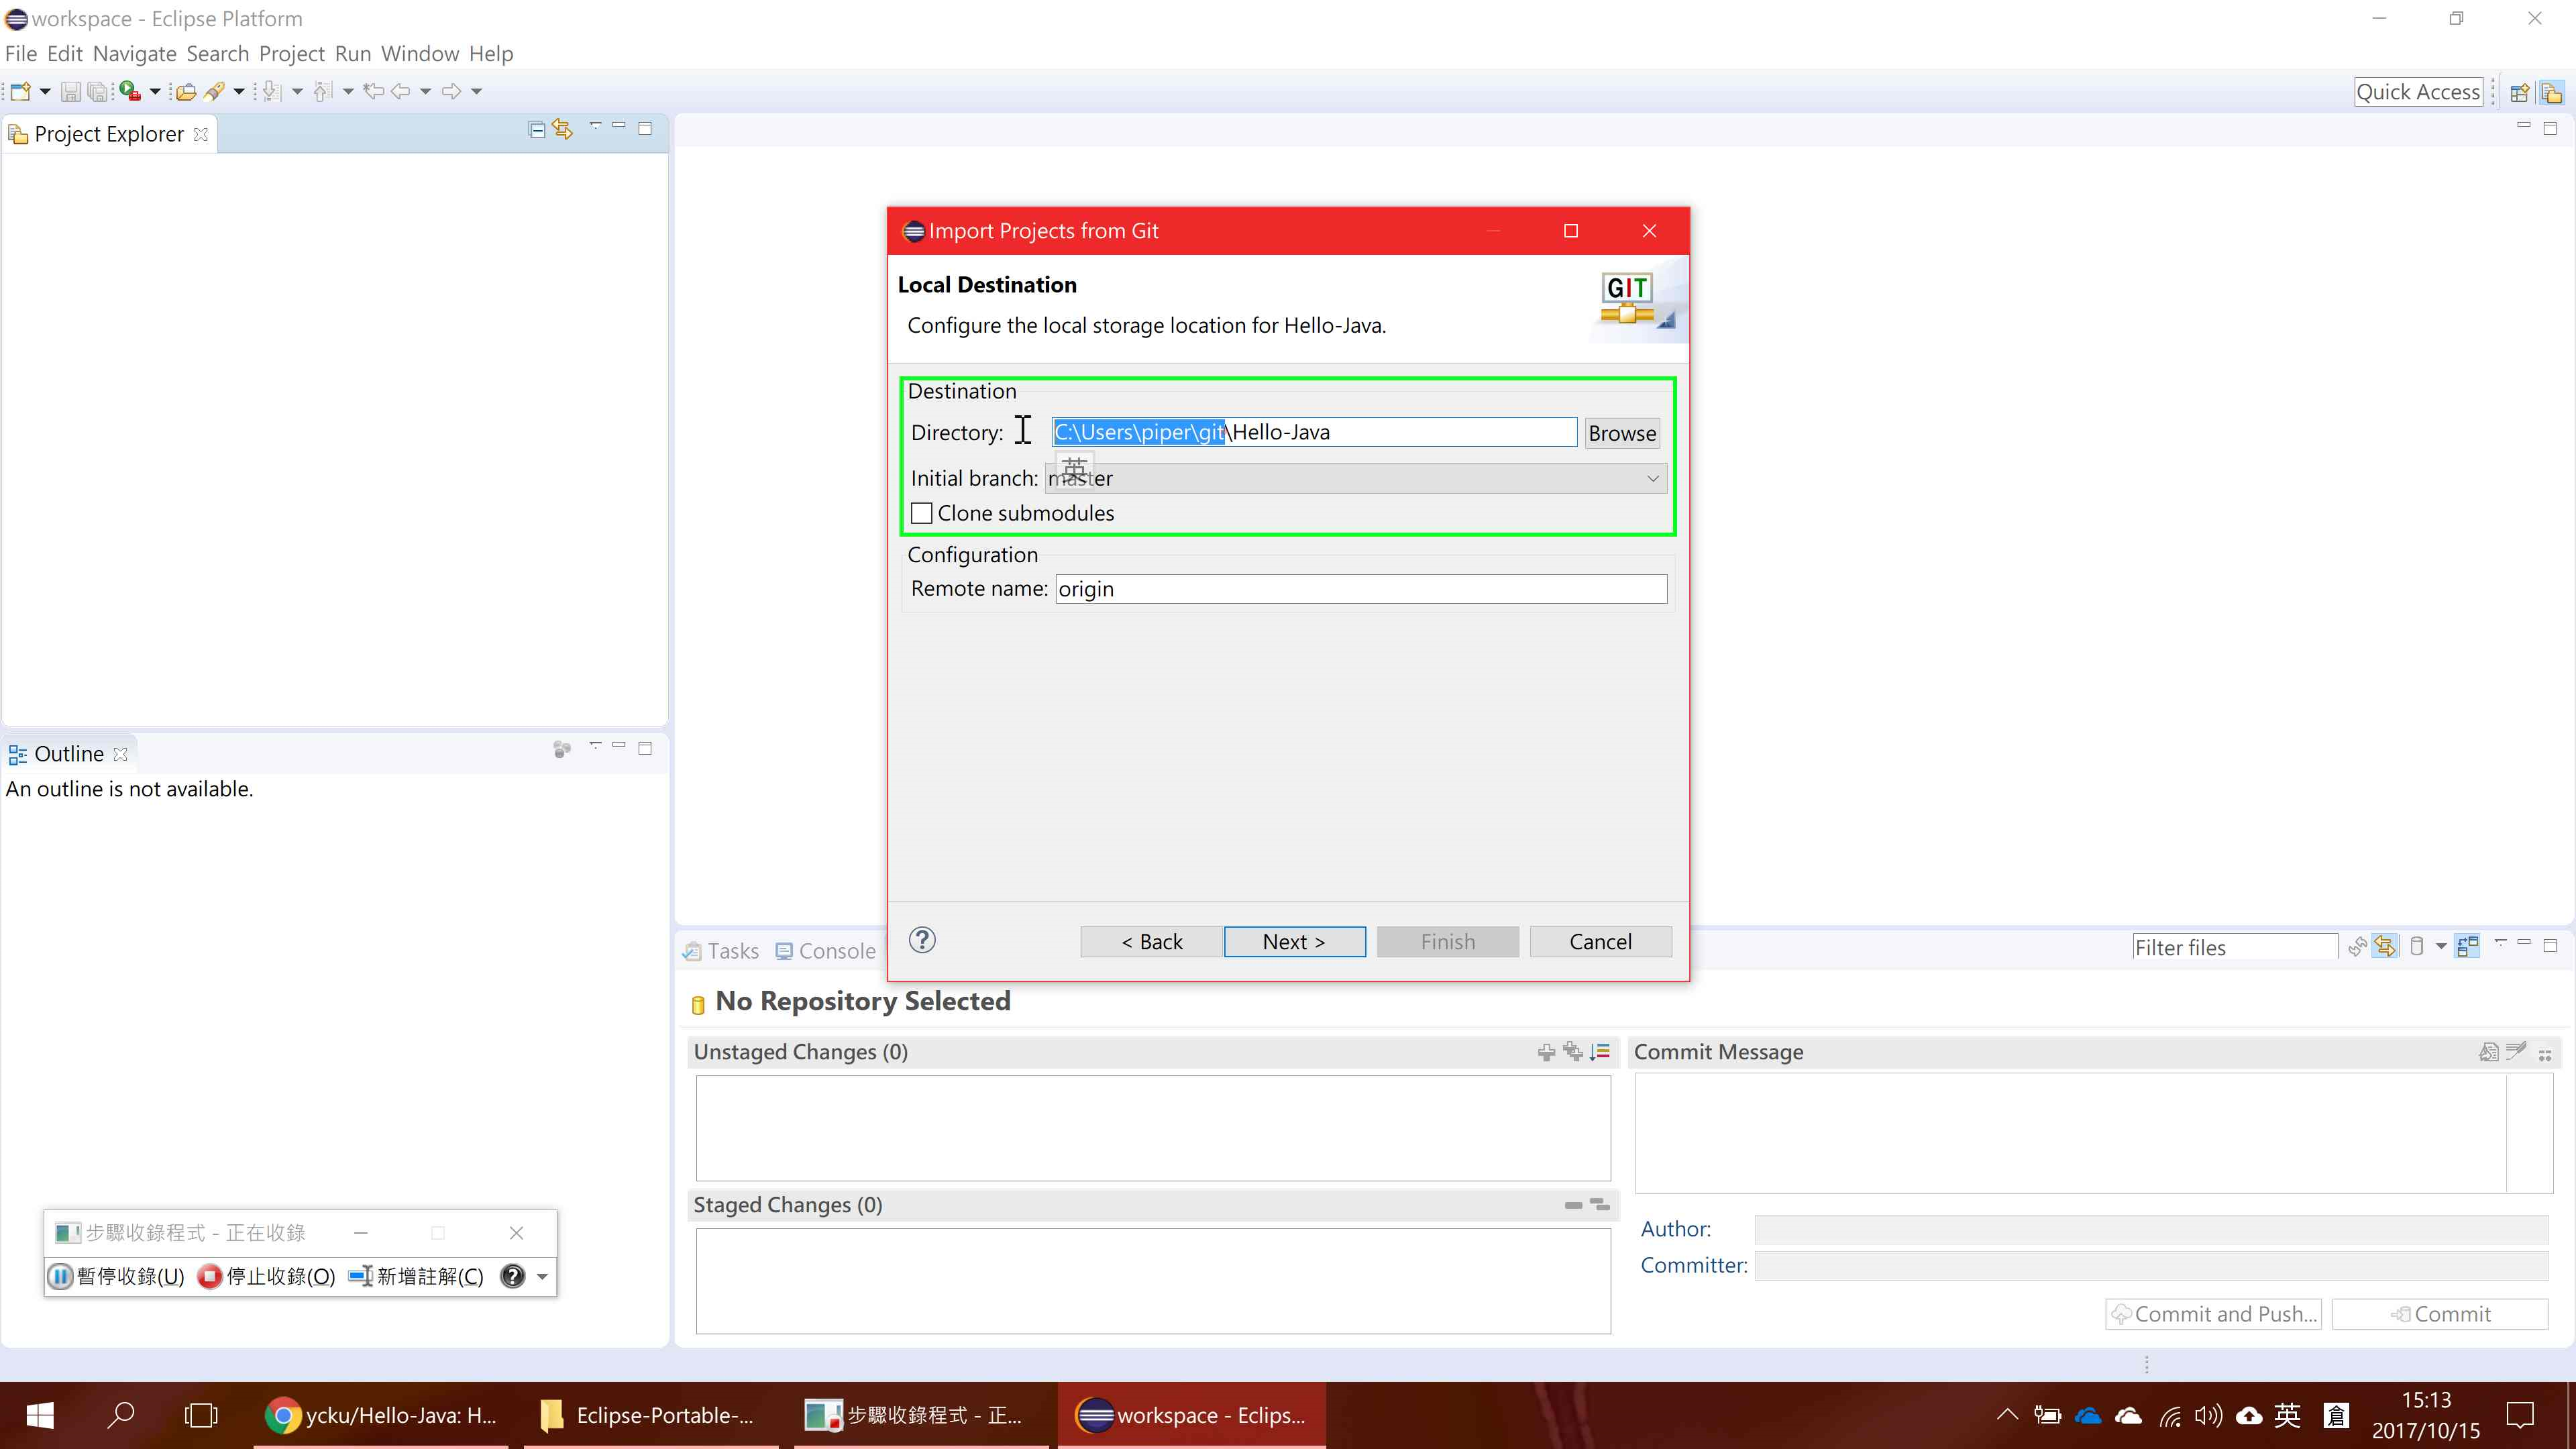 workspace - Eclipse Platform
File Edit Navigate Search Project Run Window Help
Quick Access
Project Explorer
Import Projects from Git
Local Destination
Configure the local storage location for Hello-Java.
GIT
Destination
Directory: C:\Users\piper\git\Hello-Java Browse
英
Initial branch: master
Clone submodules
Configuration
Remote name: origin
? < Back Next > Finish Cancel
Outline
An outline is not available.
Tasks Console
Filter files
No Repository Selected
Unstaged Changes (0)
Commit Message
Staged Changes (0)
Author:
Committer:
Commit and Push... Commit
步驟收錄程式 - 正在收錄
暫停收錄(U) 停止收錄(O) 新增註解(C) ?
ycku/Hello-Java: H... Eclipse-Portable-... 步驟收錄程式 - 正... workspace - Eclips...
英 倉
15:13
2017/10/15